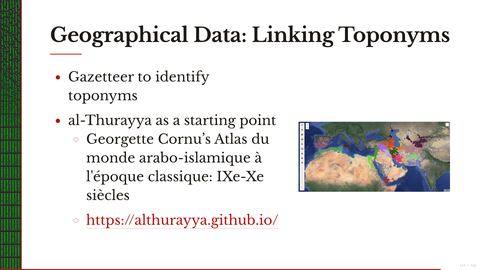 Geographical Data: Linking Toponyms
Gazetteer to identify
toponyms
al-Thurayya as a starting point
Georgette Cornu’s Atlas du
monde arabo-islamique à
l'époque classique: IXe-Xe
siècles
https://althurayya.github.io/